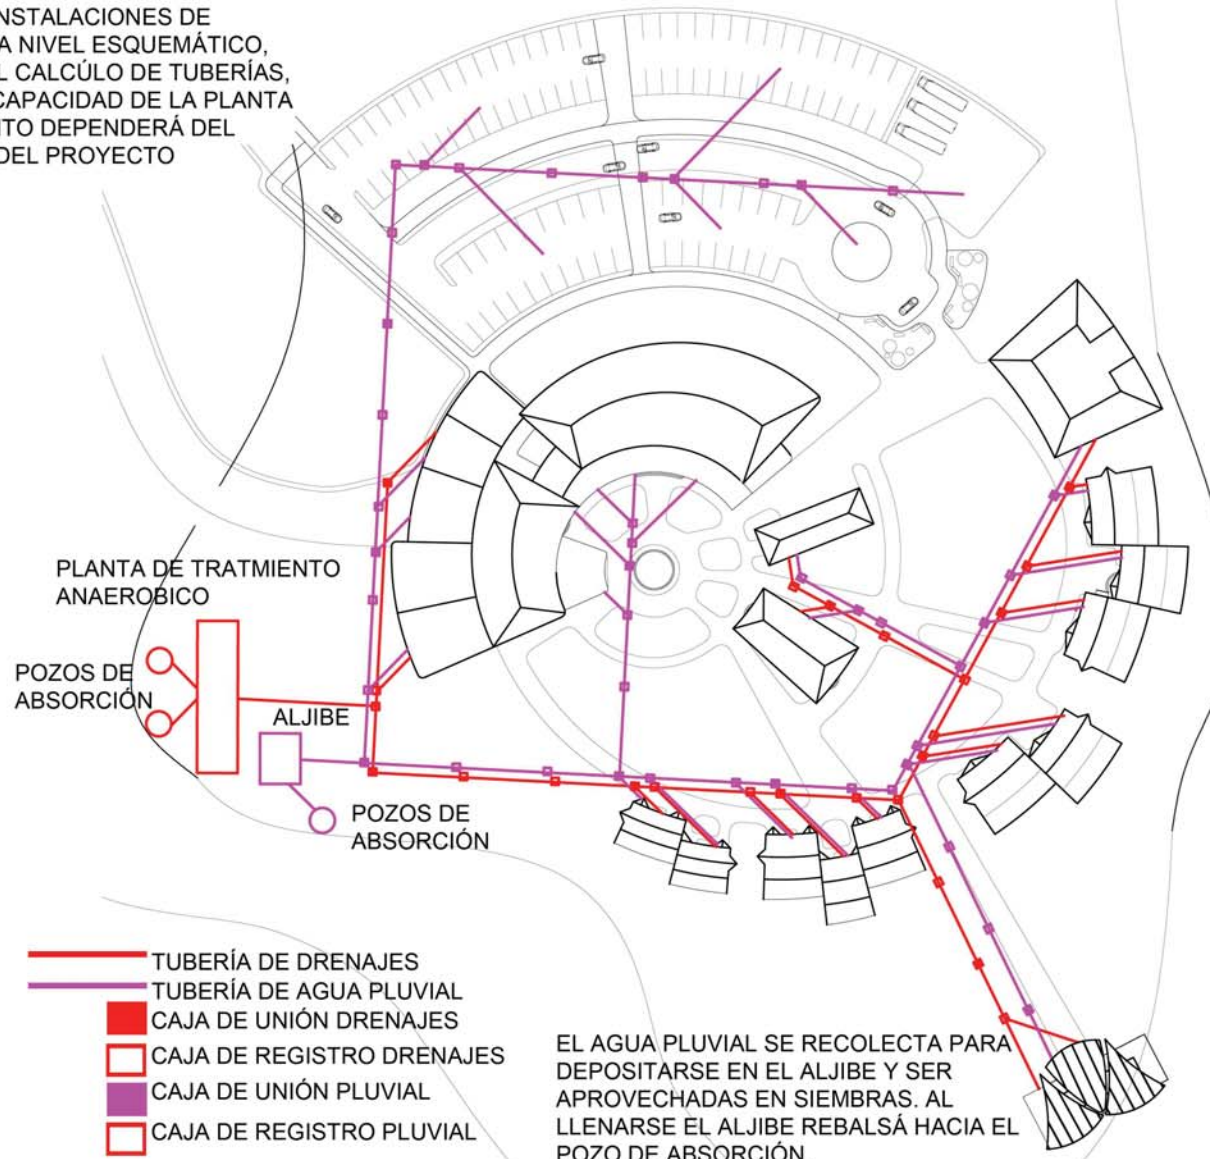 INSTALACIONES DE
A NIVEL ESQUEMÁTICO,
L CALCÚLO DE TUBERÍAS,
CAPACIDAD DE LA PLANTA
ITO DEPENDERÁ DEL
DEL PROYECTO
PLANTA DE TRATMIENTO
ANAEROBICO
POZOS DE
ABSORCIÓN
ALJIBE
POZOS DE
ABSORCIÓN
TUBERÍA DE DRENAJES
TUBERÍA DE AGUA PLUVIAL
CAJA DE UNIÓN DRENAJES
CAJA DE REGISTRO DRENAJES
CAJA DE UNIÓN PLUVIAL
CAJA DE REGISTRO PLUVIAL
EL AGUA PLUVIAL SE RECOLECTA PARA
DEPOSITARSE EN EL ALJIBE Y SER
APROVECHADAS EN SIEMBRAS. AL
LLENARSE EL ALJIBE REBALSÁ HACIA EL
POZO DE ABSORCIÓN